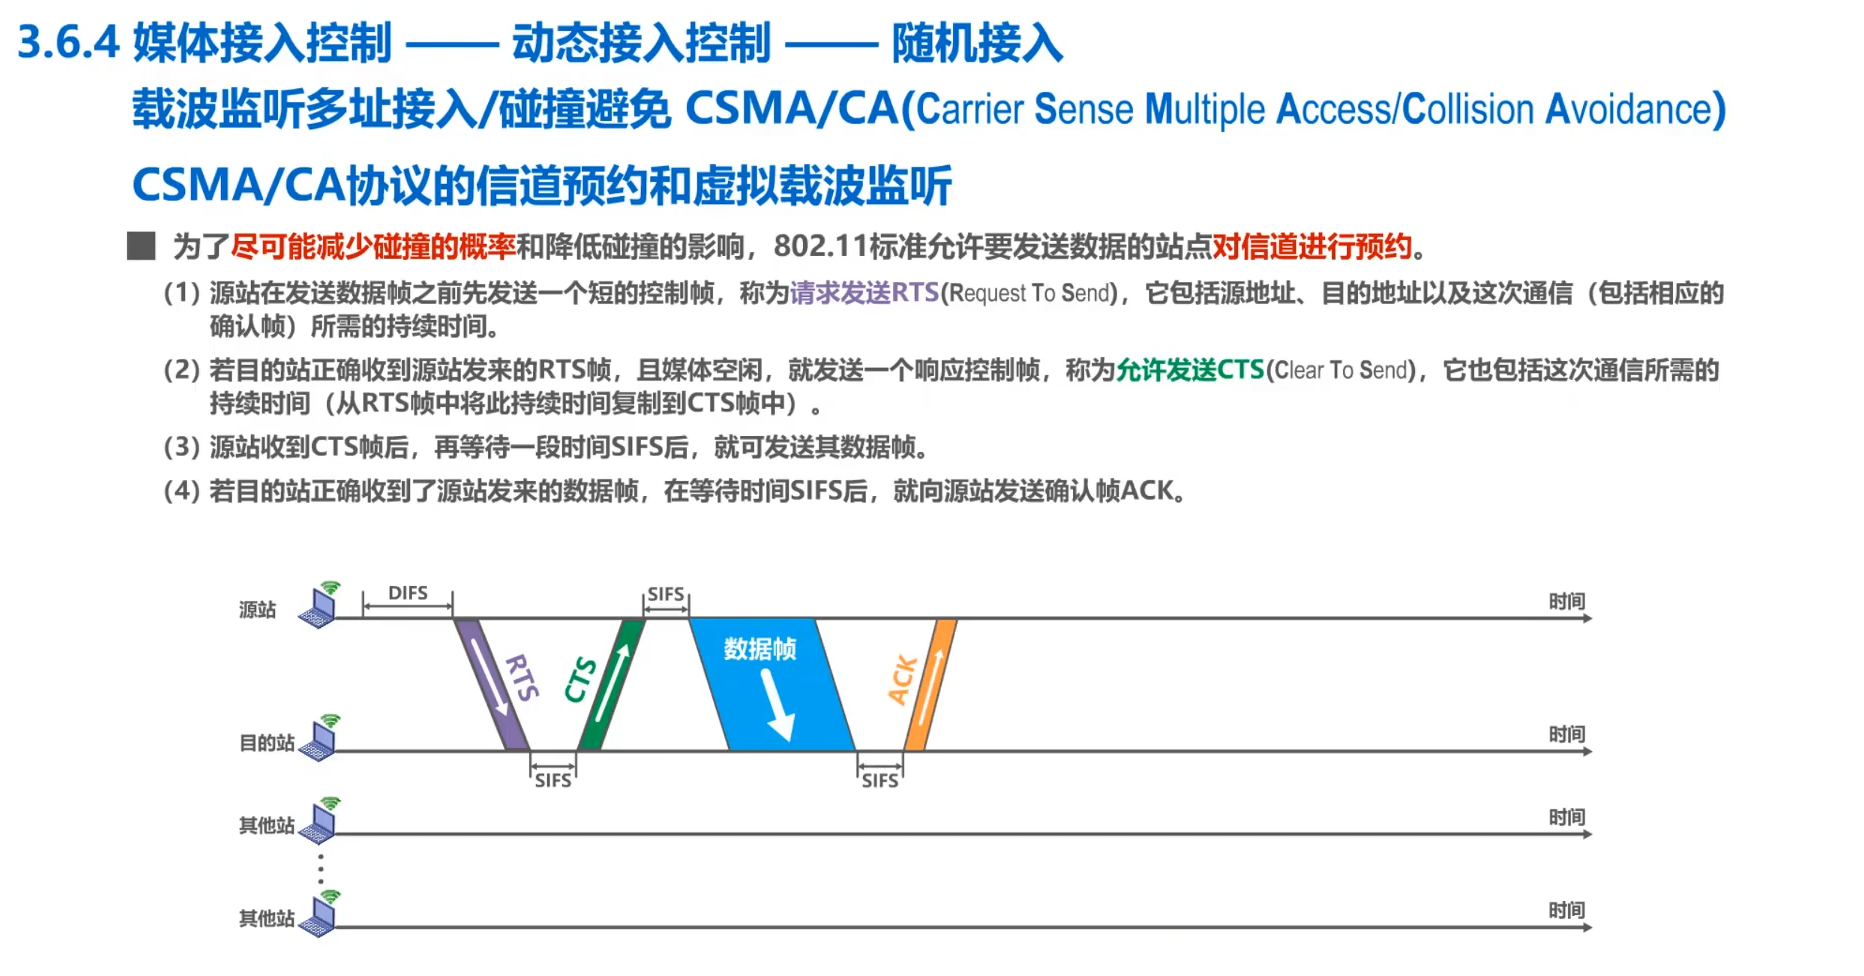 3.6.4 媒体接入控制 —— 动态接入控制 —— 随机接入
载波监听多址接入/碰撞避免 CSMA/CA(Carrier Sense Multiple Access/Collision Avoidance)
CSMA/CA协议的信道预约和虚拟载波监听
为了尽可能减少碰撞的概率和降低碰撞的影响，802.11标准允许要发送数据的站点对信道进行预约。
(1) 源站在发送数据帧之前先发送一个短的控制帧，称为请求发送RTS(Request To Send)，它包括源地址、目的地址以及这次通信（包括相应的
确认帧）所需的持续时间。
(2) 若目的站正确收到源站发来的RTS帧，且媒体空闲，就发送一个响应控制帧，称为允许发送CTS(Clear To Send)，它也包括这次通信所需的
持续时间（从RTS帧中将此持续时间复制到CTS帧中）。
(3) 源站收到CTS帧后，再等待一段时间SIFS后，就可发送其数据帧。
(4) 若目的站正确收到了源站发来的数据帧，在等待时间SIFS后，就向源站发送确认帧ACK。
DIFS
SIFS
源站
时间
RTS
CTS
数据帧
ACK
目的站
时间
SIFS
SIFS
其他站
时间
其他站
时间